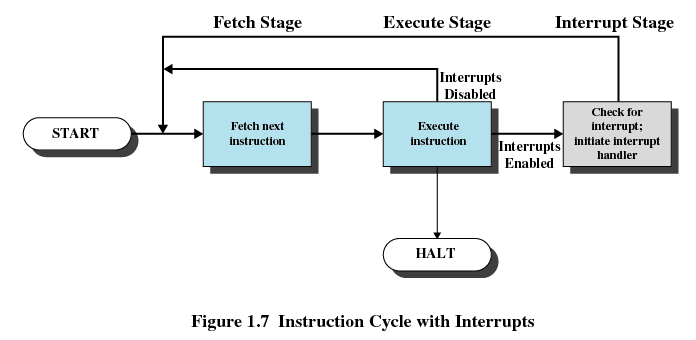 Fetch Stage
Execute Stage
Interrupt Stage
Interrupts
Disabled
START
Fetch next
instruction
Execute
instruction
Interrupts
Enabled
Check for
interrupt;
initiate interrupt
handler
HALT
Figure 1.7 Instruction Cycle with Interrupts